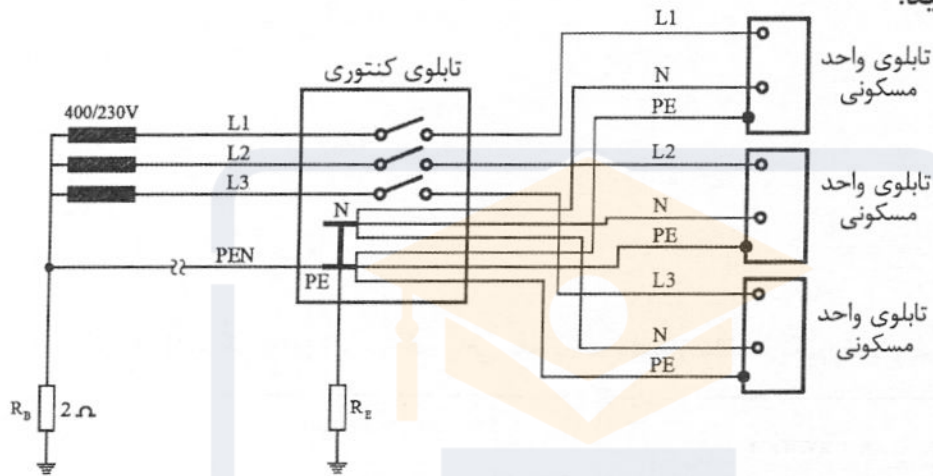 ید.
L1
تابلوی واحد
مسکونی
تابلوی کنتوری
N
PE
400/230V
L1
L2
L2
L3
N
تابلوی واحد
مسکونی
N
PE
PEN
PE
L3
تابلوی واحد
مسکونی
N
PE
R_B 2 Ω
R_E